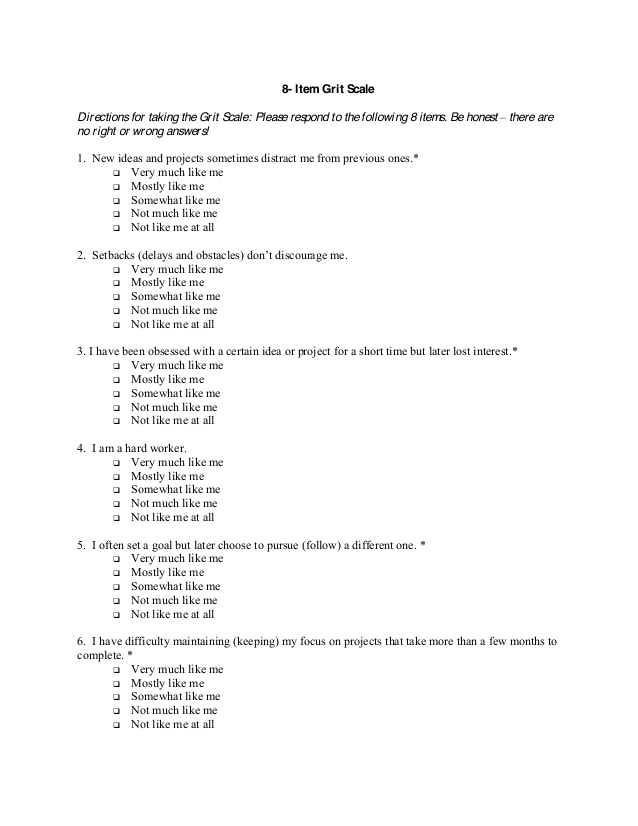 8- Item Grit Scale
Directions for taking the Grit Scale: Please respond to the following 8 items. Be honest – there are
no right or wrong answers!
1. New ideas and projects sometimes distract me from previous ones.*
❑ Very much like me
❑ Mostly like me
❑ Somewhat like me
❑ Not much like me
❑ Not like me at all
2. Setbacks (delays and obstacles) don’t discourage me.
❑ Very much like me
❑ Mostly like me
❑ Somewhat like me
❑ Not much like me
❑ Not like me at all
3. I have been obsessed with a certain idea or project for a short time but later lost interest.*
❑ Very much like me
❑ Mostly like me
❑ Somewhat like me
❑ Not much like me
❑ Not like me at all
4. I am a hard worker.
❑ Very much like me
❑ Mostly like me
❑ Somewhat like me
❑ Not much like me
❑ Not like me at all
5. I often set a goal but later choose to pursue (follow) a different one. *
❑ Very much like me
❑ Mostly like me
❑ Somewhat like me
❑ Not much like me
❑ Not like me at all
6. I have difficulty maintaining (keeping) my focus on projects that take more than a few months to
complete. *
❑ Very much like me
❑ Mostly like me
❑ Somewhat like me
❑ Not much like me
❑ Not like me at all